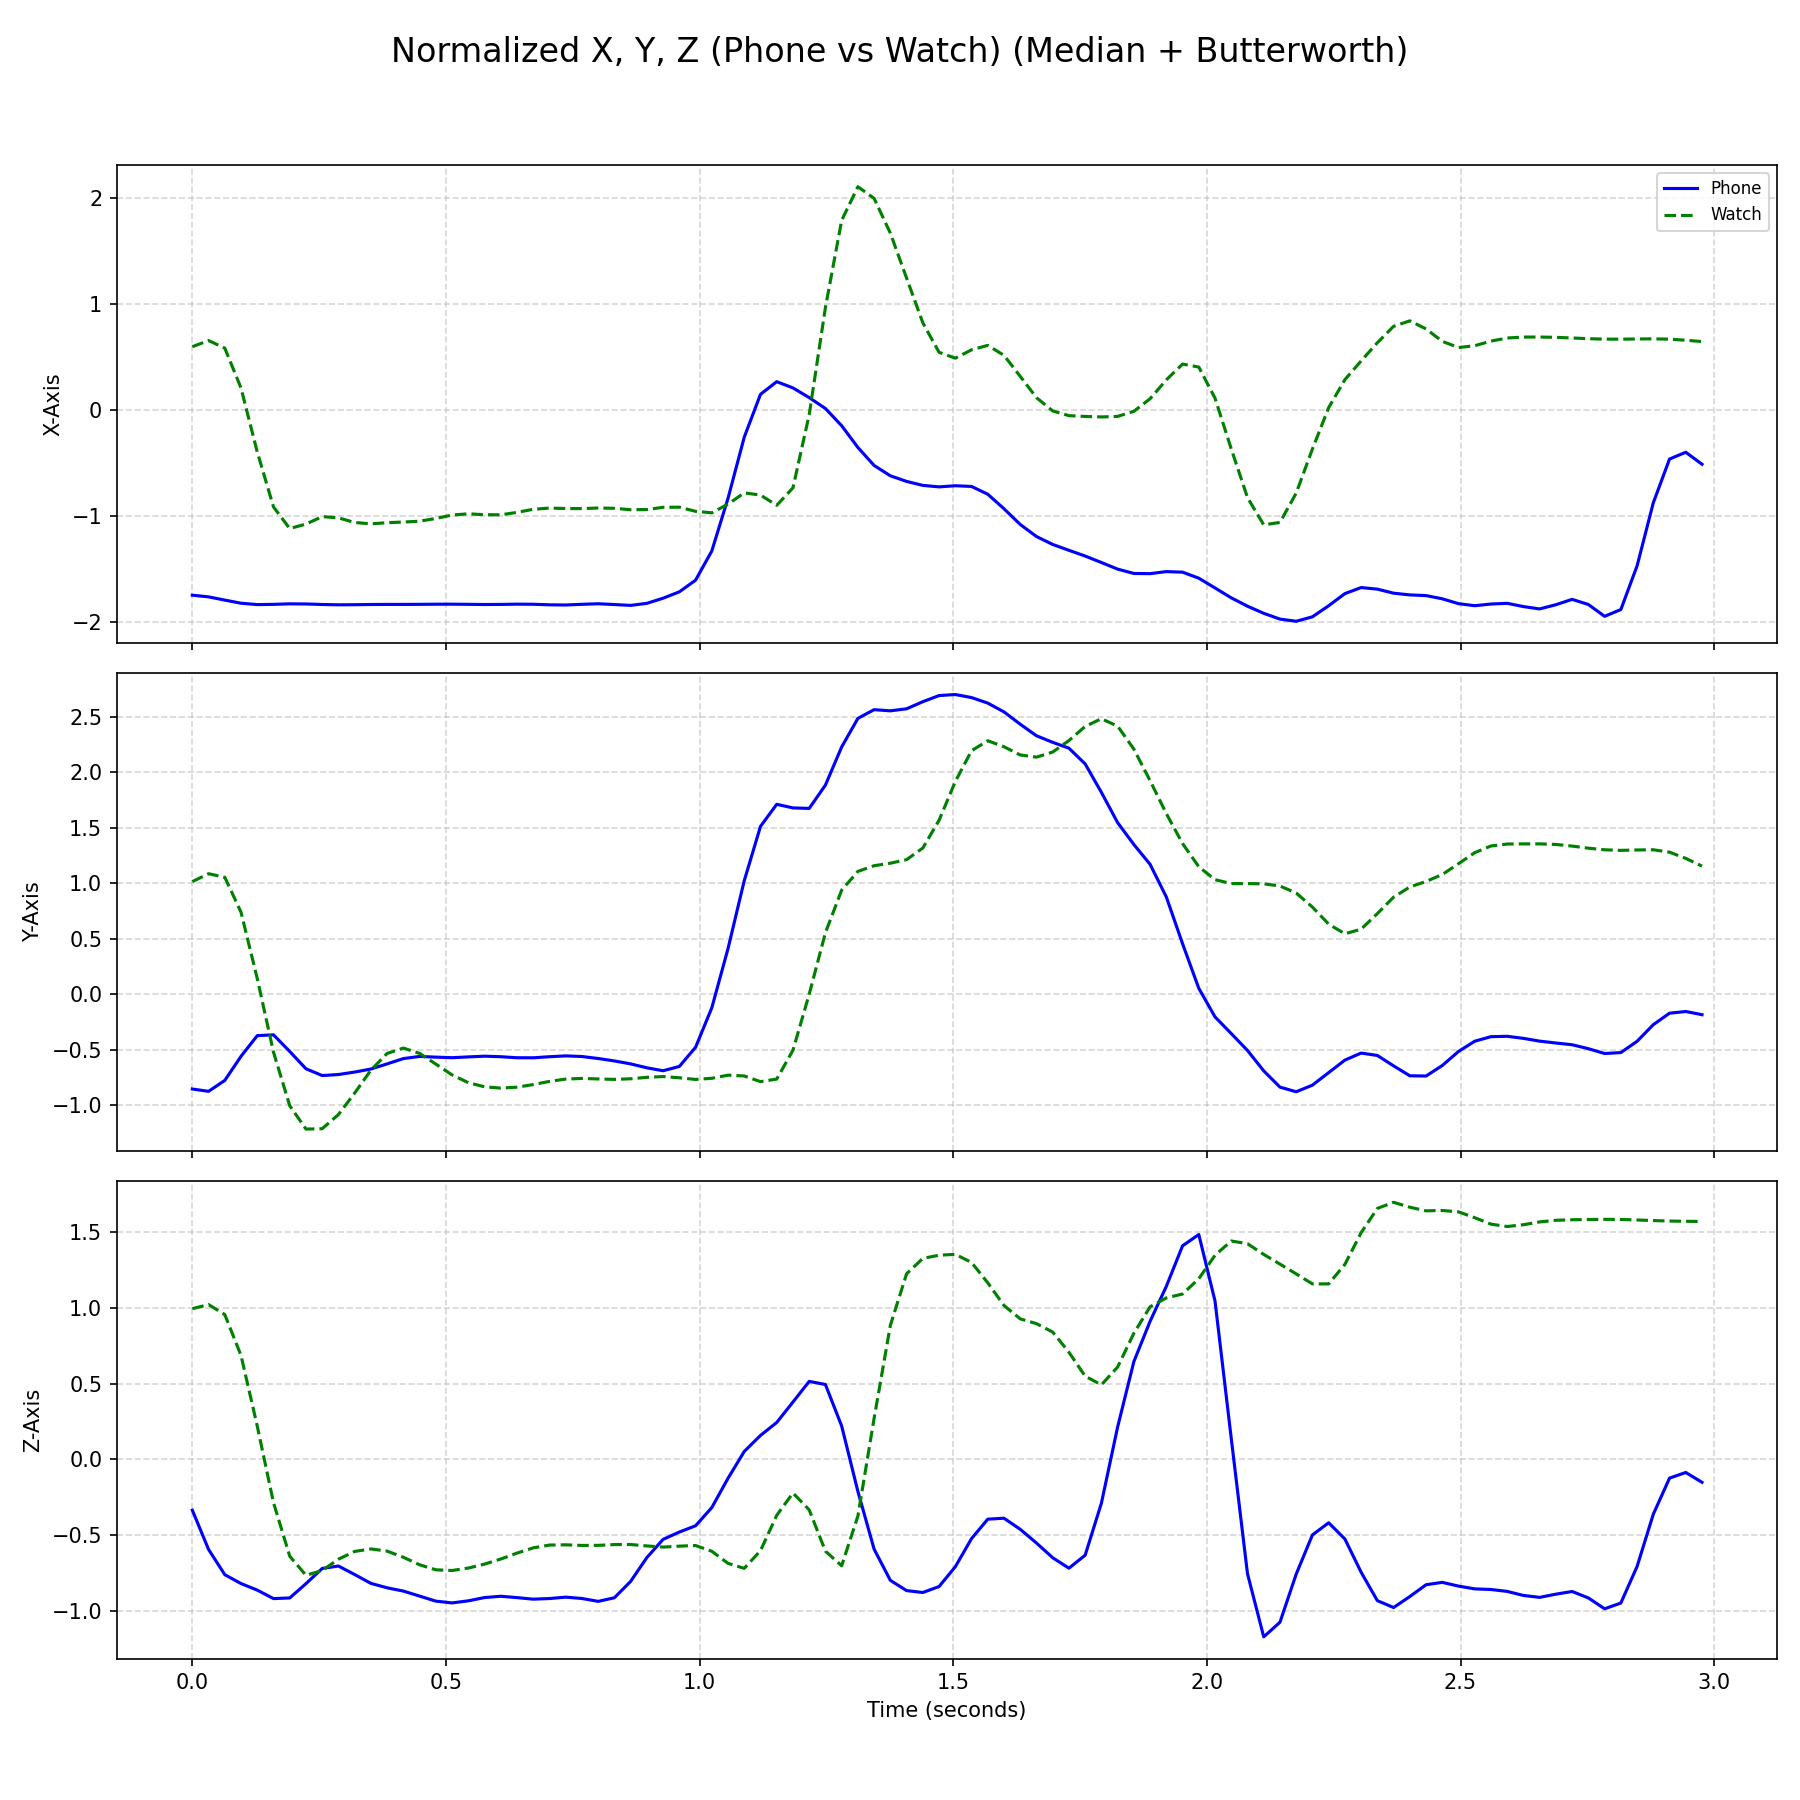 Normalized X, Y, Z (Phone vs Watch) (Median + Butterworth)
Phone
Watch
X-Axis
2
1
0
−1
−2
Y-Axis
2.5
2.0
1.5
1.0
0.5
0.0
−0.5
−1.0
Z-Axis
1.5
1.0
0.5
0.0
−0.5
−1.0
0.0 0.5 1.0 1.5 2.0 2.5 3.0
Time (seconds)